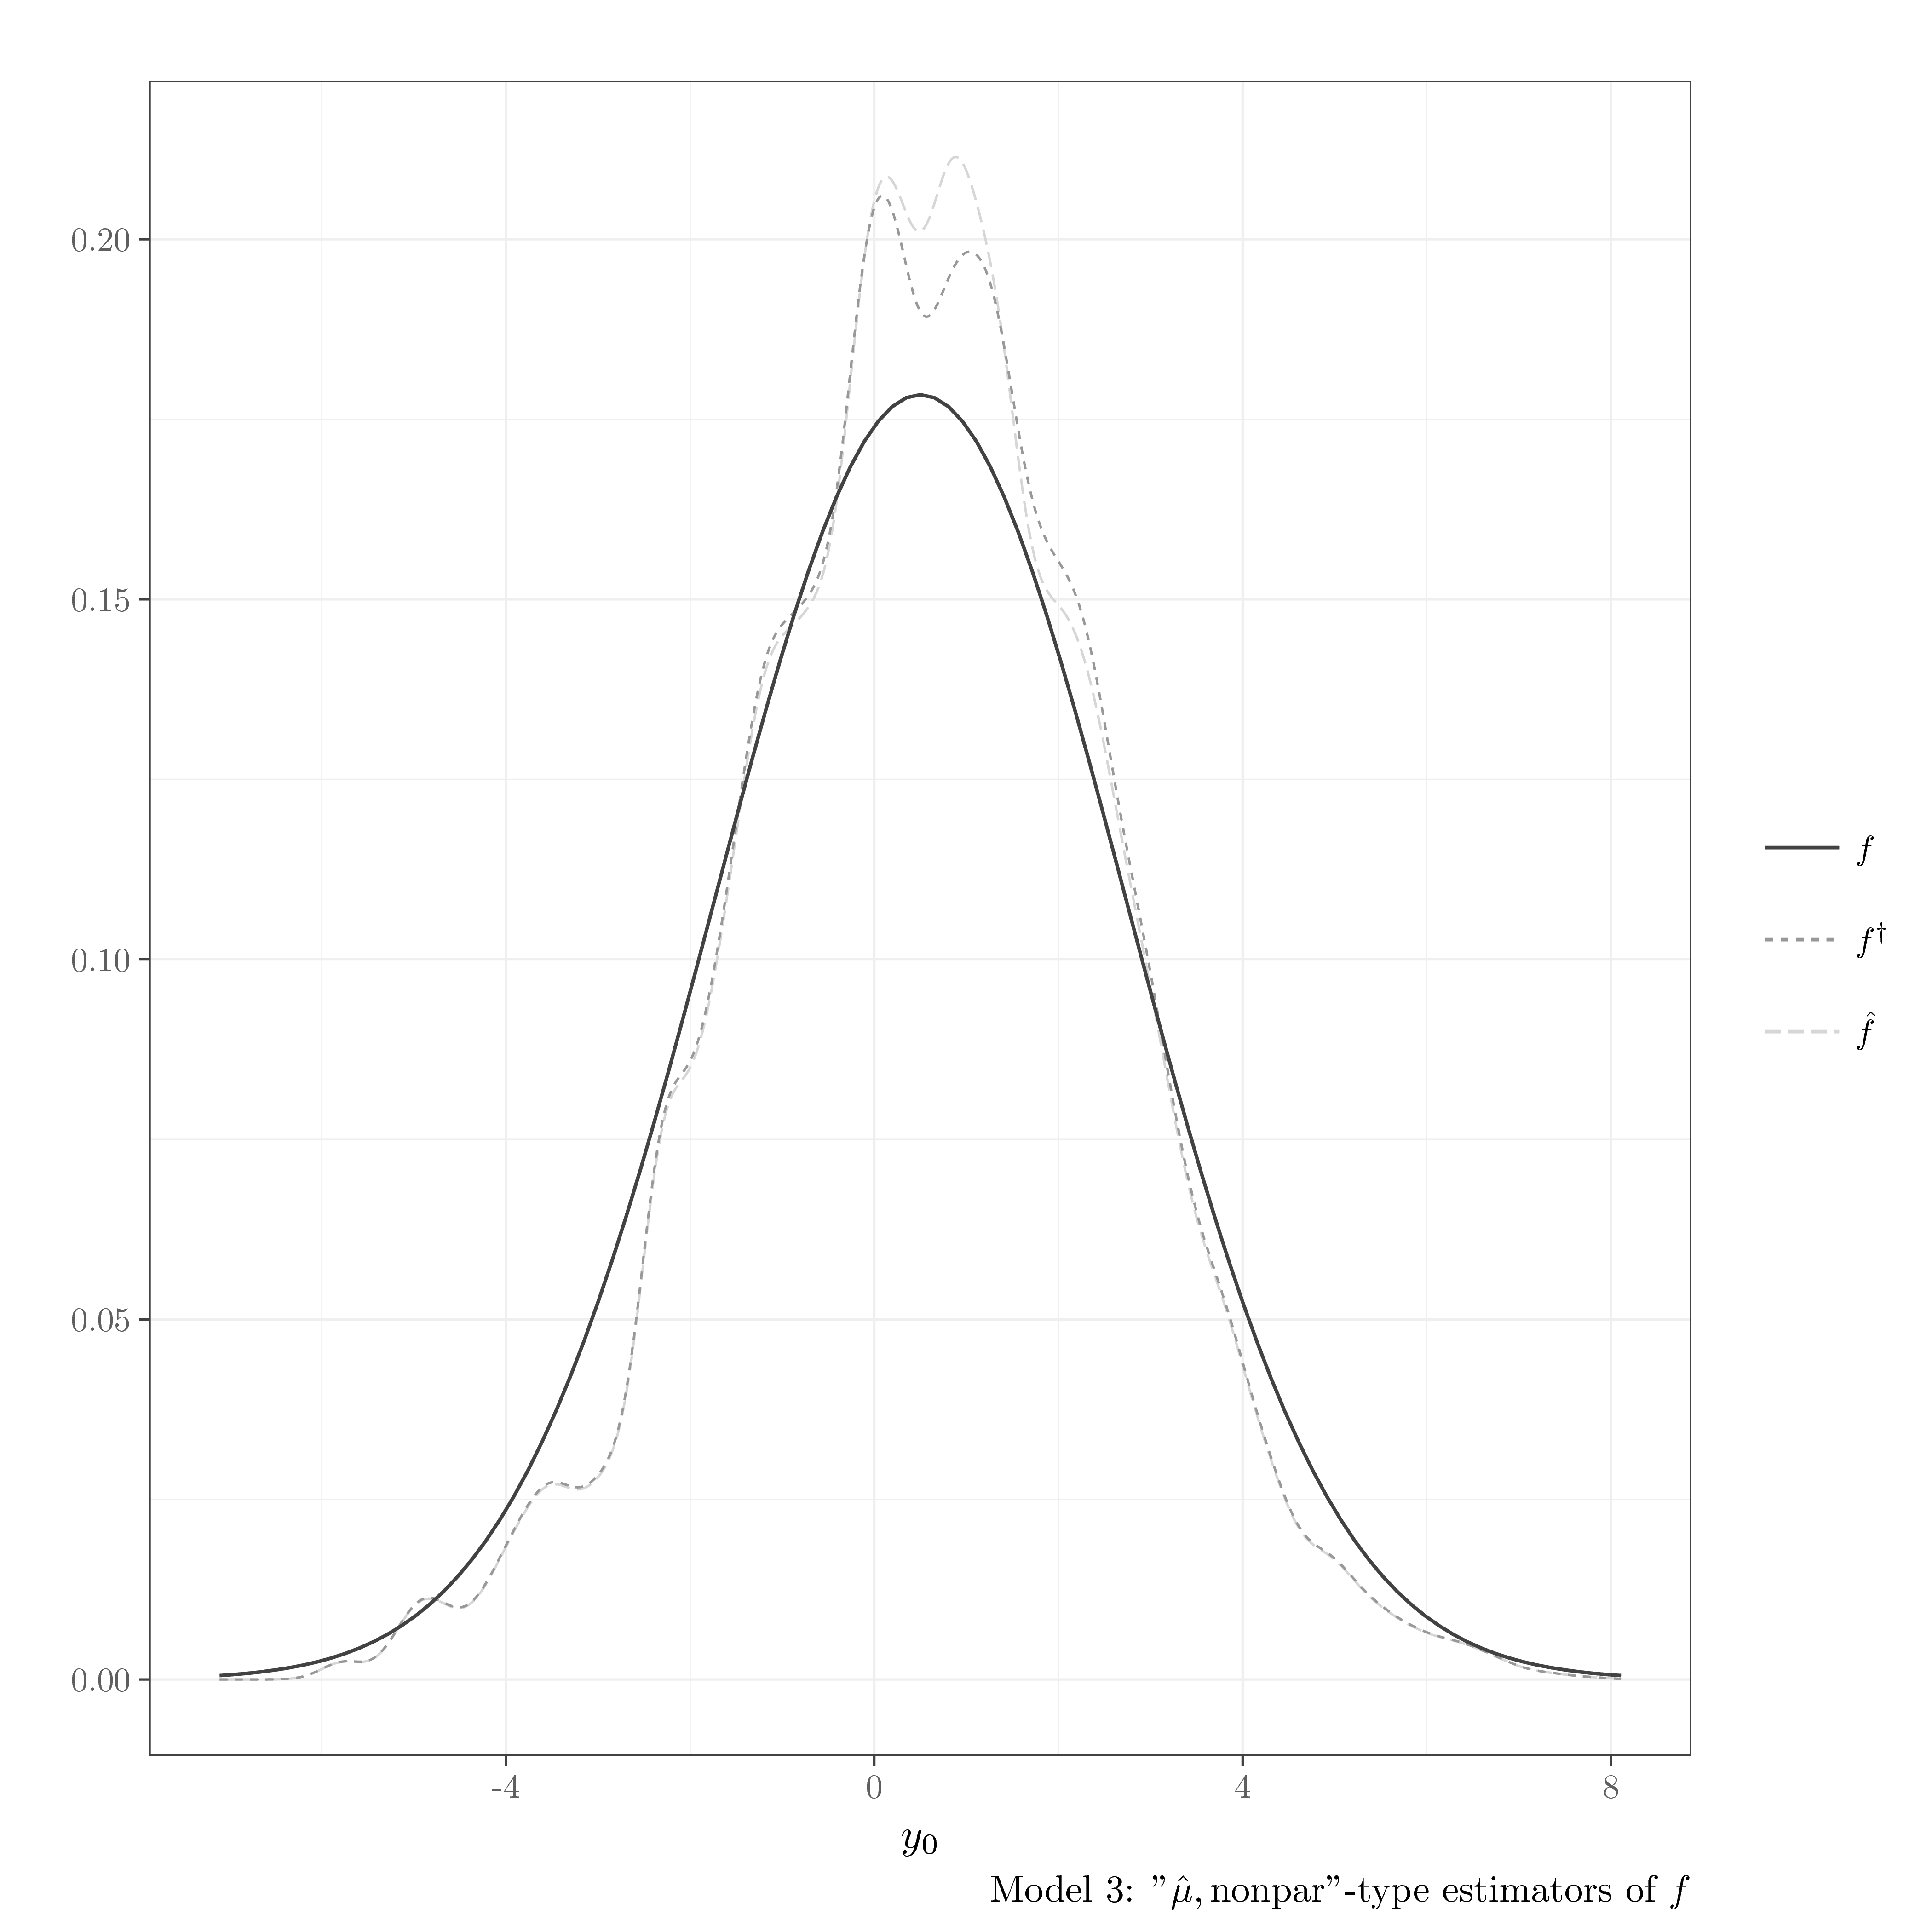 0.20
0.15
0.10
0.05
0.00
-4 0 4 8
y₀
f
f†
f̂
Model 3: ”μ̂, nonpar”-type estimators of f